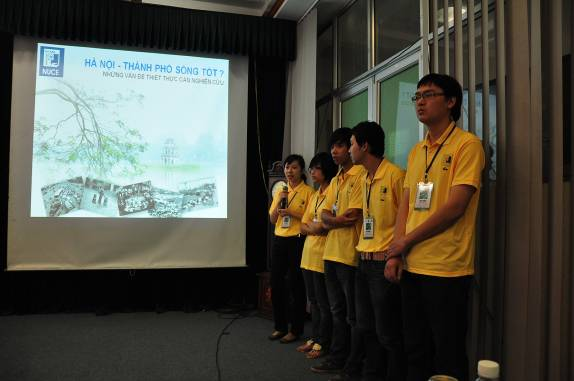 NUCE
HÀ NỘI - THÀNH PHỐ SỐNG TỐT ?
NHỮNG VẤN ĐỀ THIẾT THỰC CẦN NGHIÊN CỨU